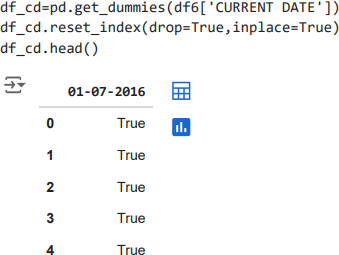 df_cd=pd.get_dummies(df6['CURRENT DATE'])
df_cd.reset_index(drop=True,inplace=True)
df_cd.head()
01-07-2016
0 True
1 True
2 True
3 True
4 True